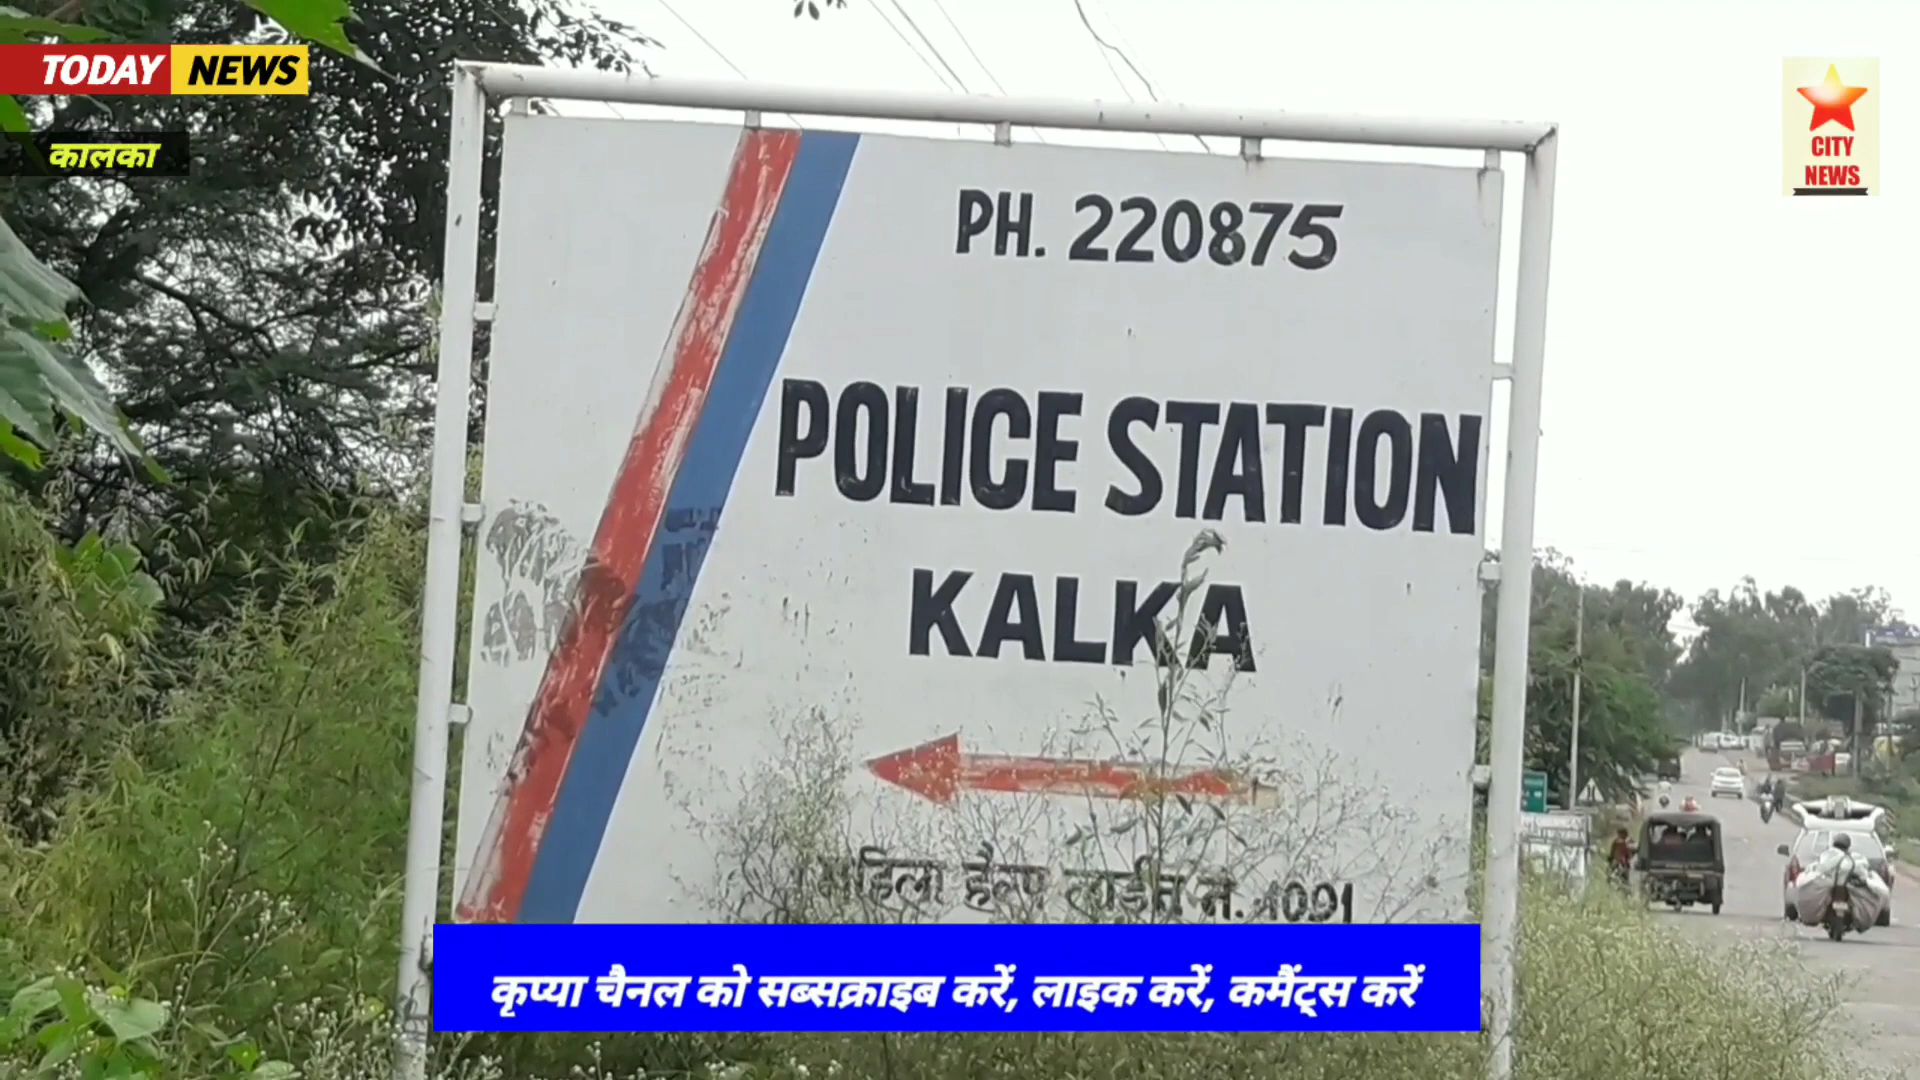 TODAY NEWS
कालका
CITY
NEWS
PH. 220875
POLICE STATION
KALKA
महिला हैल्प लाईन न. 1091
कृप्या चैनल को सब्सक्राइब करें, लाइक करें, कमैंट्स करें